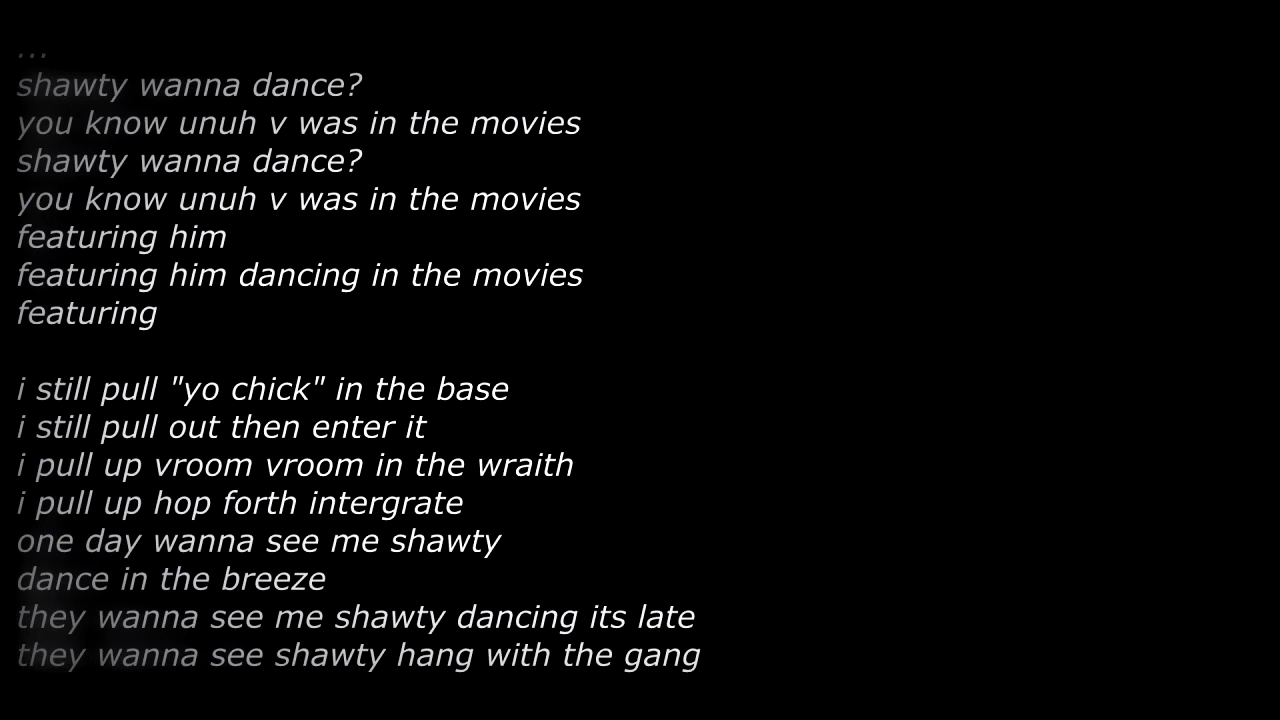 ...
shawty wanna dance?
you know unuh v was in the movies
shawty wanna dance?
you know unuh v was in the movies
featuring him
featuring him dancing in the movies
featuring
i still pull "yo chick" in the base
i still pull out then enter it
i pull up vroom vroom in the wraith
i pull up hop forth intergrate
one day wanna see me shawty
dance in the breeze
they wanna see me shawty dancing its late
they wanna see shawty hang with the gang